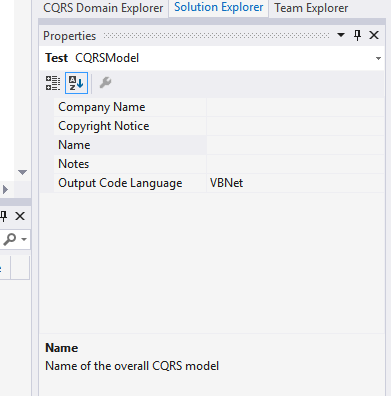 CQRS Domain Explorer Solution Explorer Team Explorer
Properties
Test CQRSModel
Company Name
Copyright Notice
Name
Notes
Output Code Language VBNet
Name
Name of the overall CQRS model